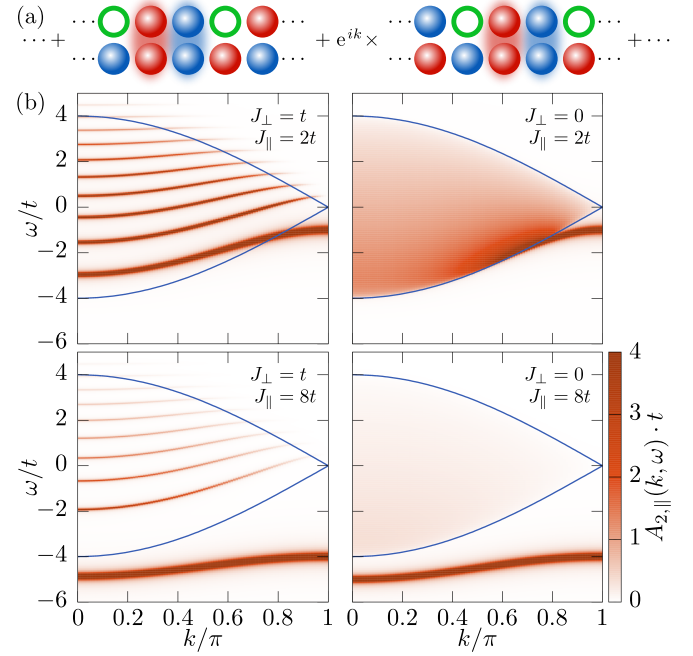 (a)
··· ···
··· + ··· ··· + e^{ik} × ··· ··· + ···
(b)
4
2
0
−2
−4
−6
ω/t
J⊥ = t
J∥ = 2t
J⊥ = 0
J∥ = 2t
4
2
0
−2
−4
−6
ω/t
J⊥ = t
J∥ = 8t
J⊥ = 0
J∥ = 8t
0 0.2 0.4 0.6 0.8 1
k/π
0 0.2 0.4 0.6 0.8 1
k/π
4
3
2
1
0
A_{2,∥}(k, ω) · t